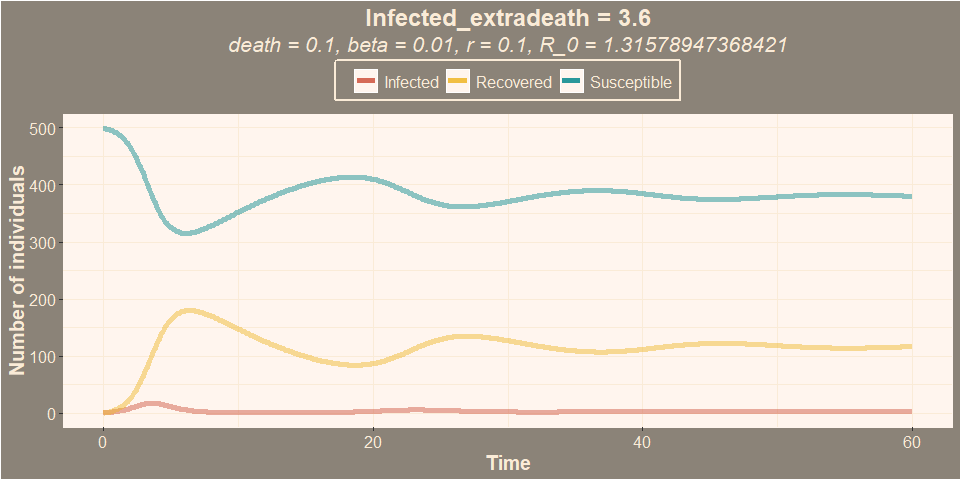 Infected_extradeath = 3.6
death = 0.1, beta = 0.01, r = 0.1, R_0 = 1.31578947368421
Infected Recovered Susceptible
Number of individuals
500
400
300
200
100
0
0 20 40 60
Time